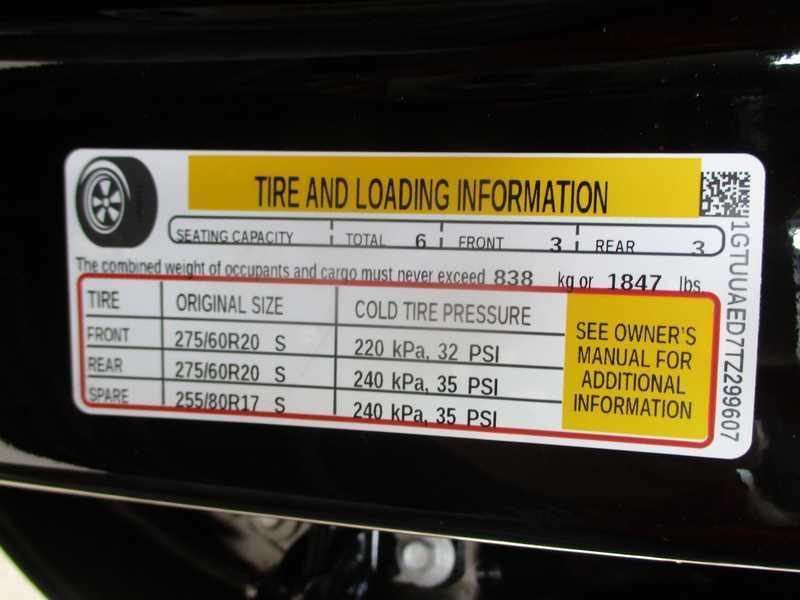 TIRE AND LOADING INFORMATION
SEATING CAPACITY TOTAL 6 FRONT 3 REAR 3
The combined weight of occupants and cargo must never exceed 838 kg or 1847 lbs.
TIRE ORIGINAL SIZE COLD TIRE PRESSURE
FRONT 275/60R20 S 220 kPa, 32 PSI
REAR 275/60R20 S 240 kPa, 35 PSI
SPARE 255/80R17 S 240 kPa, 35 PSI
SEE OWNER'S
MANUAL FOR
ADDITIONAL
INFORMATION
1GTUUAED7TZ299607